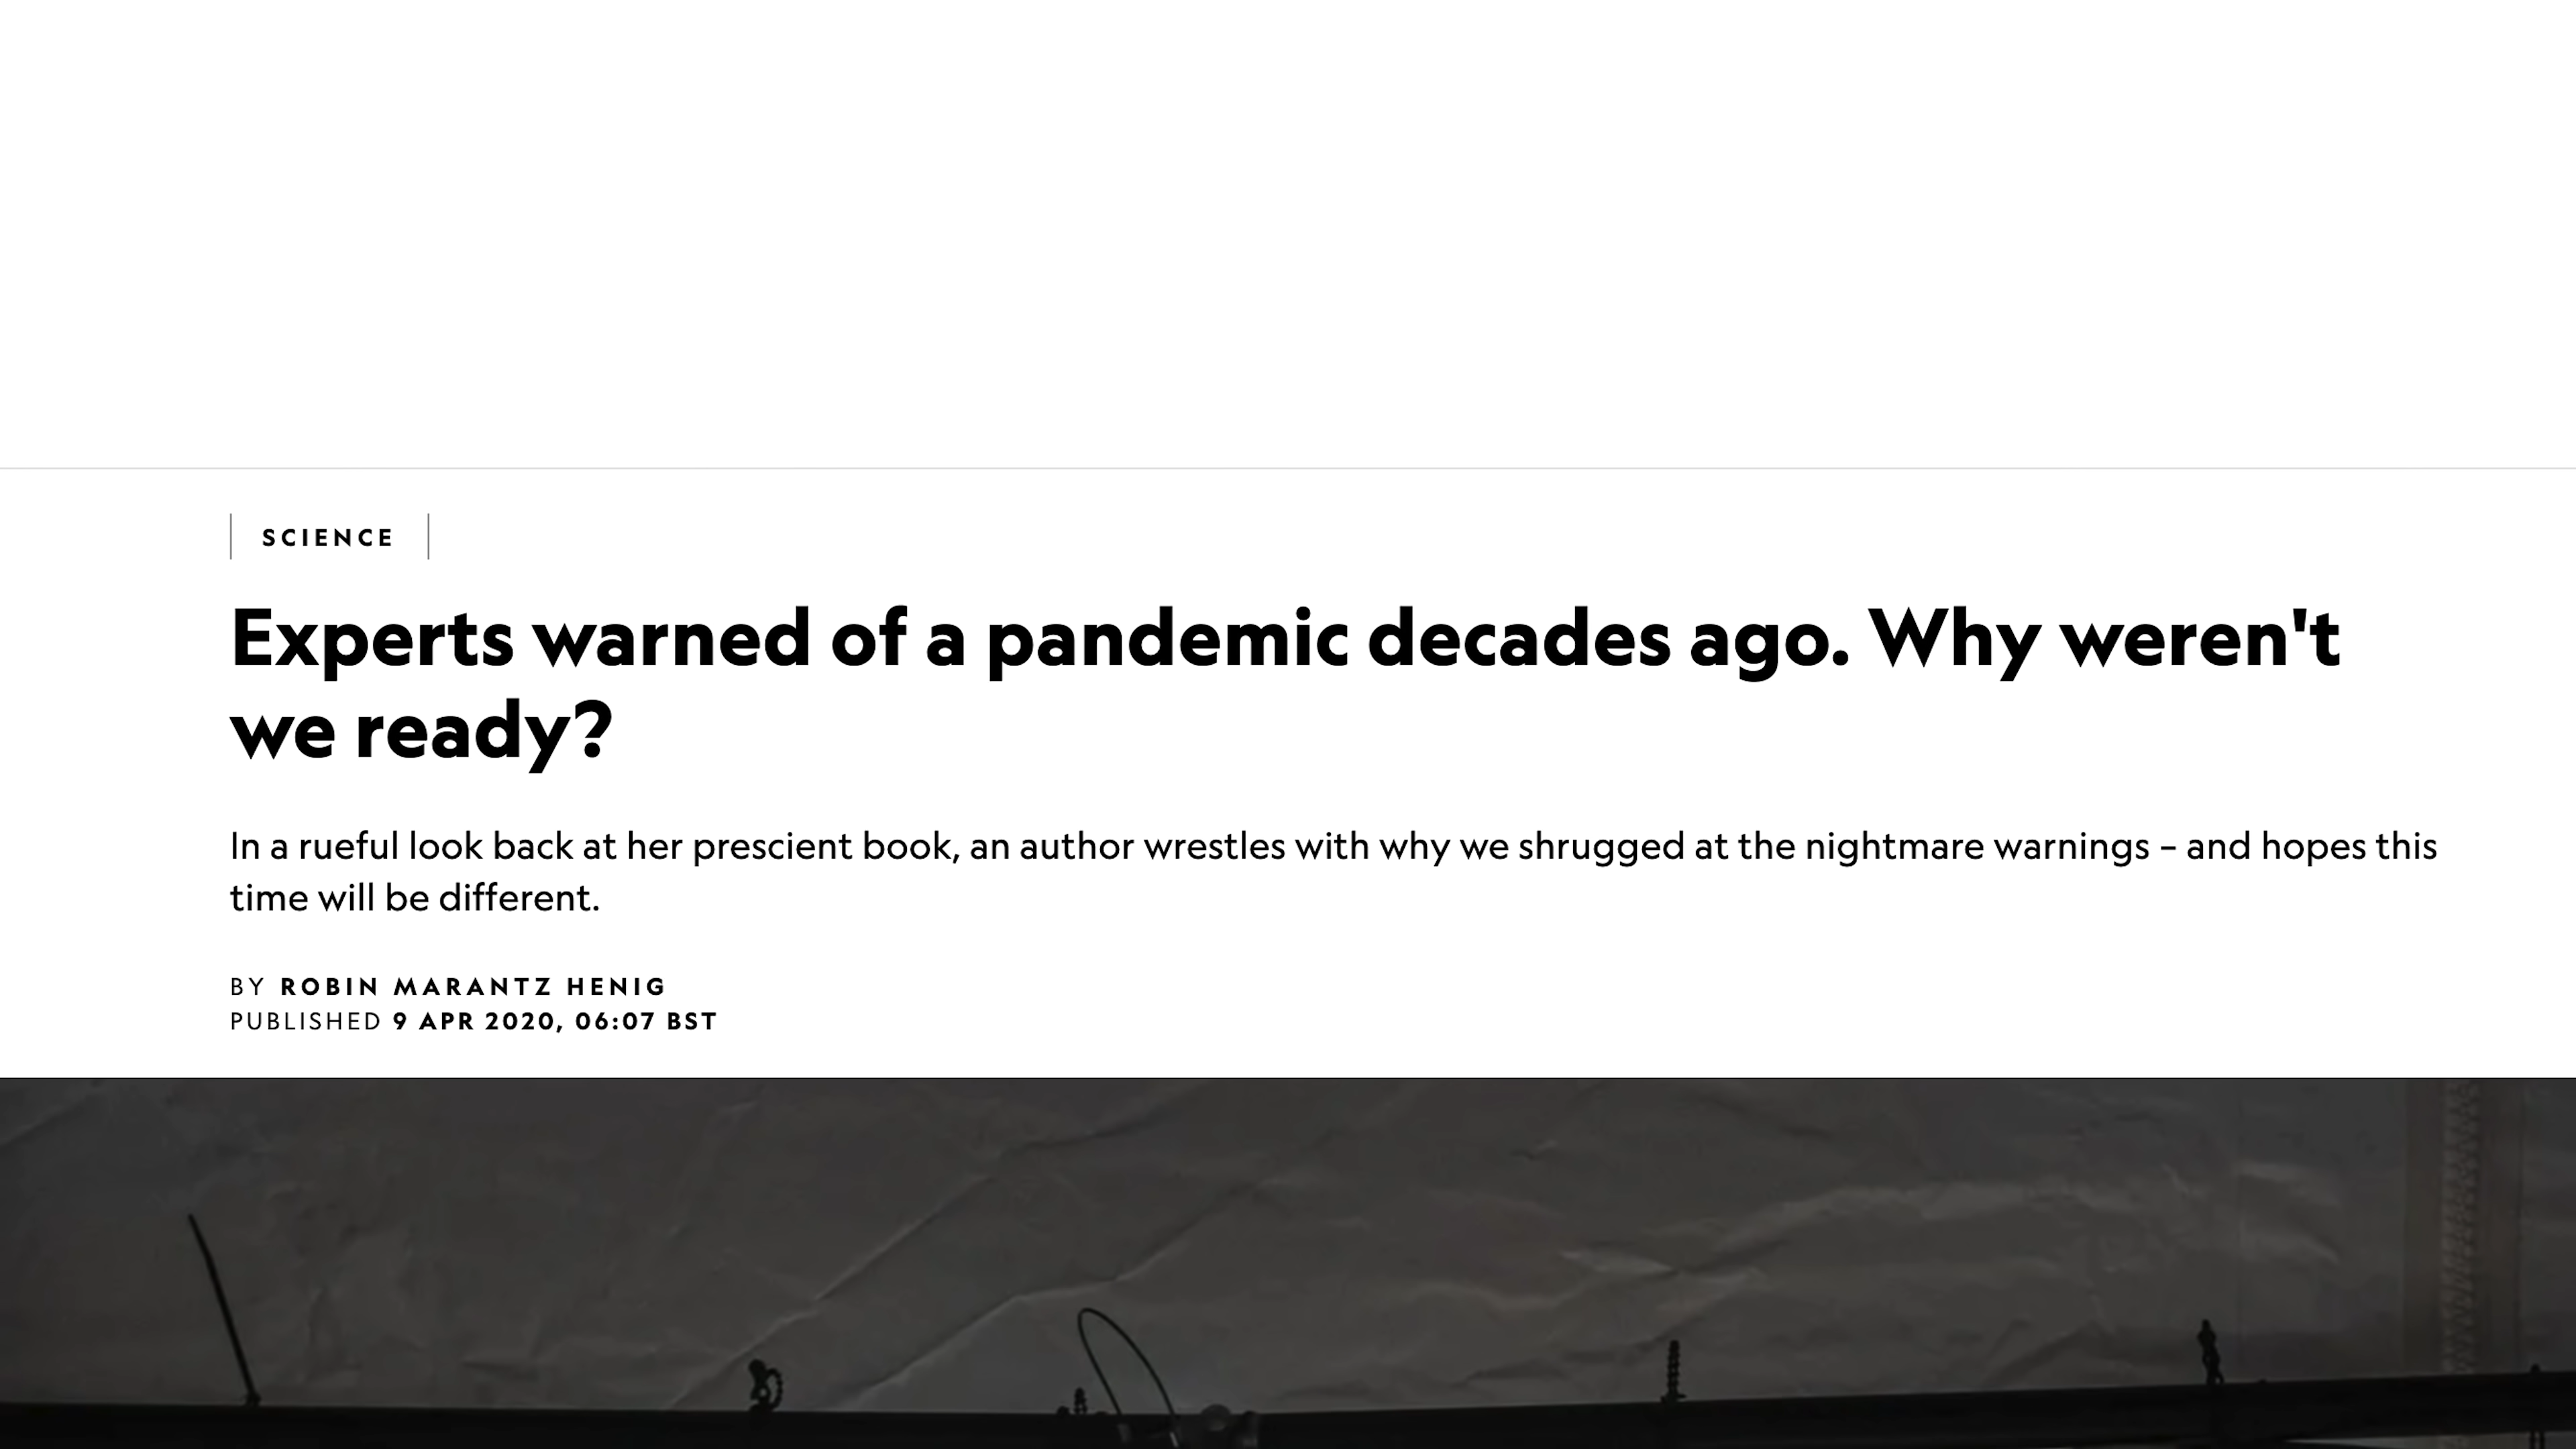 SCIENCE
Experts warned of a pandemic decades ago. Why weren't
we ready?
In a rueful look back at her prescient book, an author wrestles with why we shrugged at the nightmare warnings – and hopes this
time will be different.
BY ROBIN MARANTZ HENIG
PUBLISHED 9 APR 2020, 06:07 BST